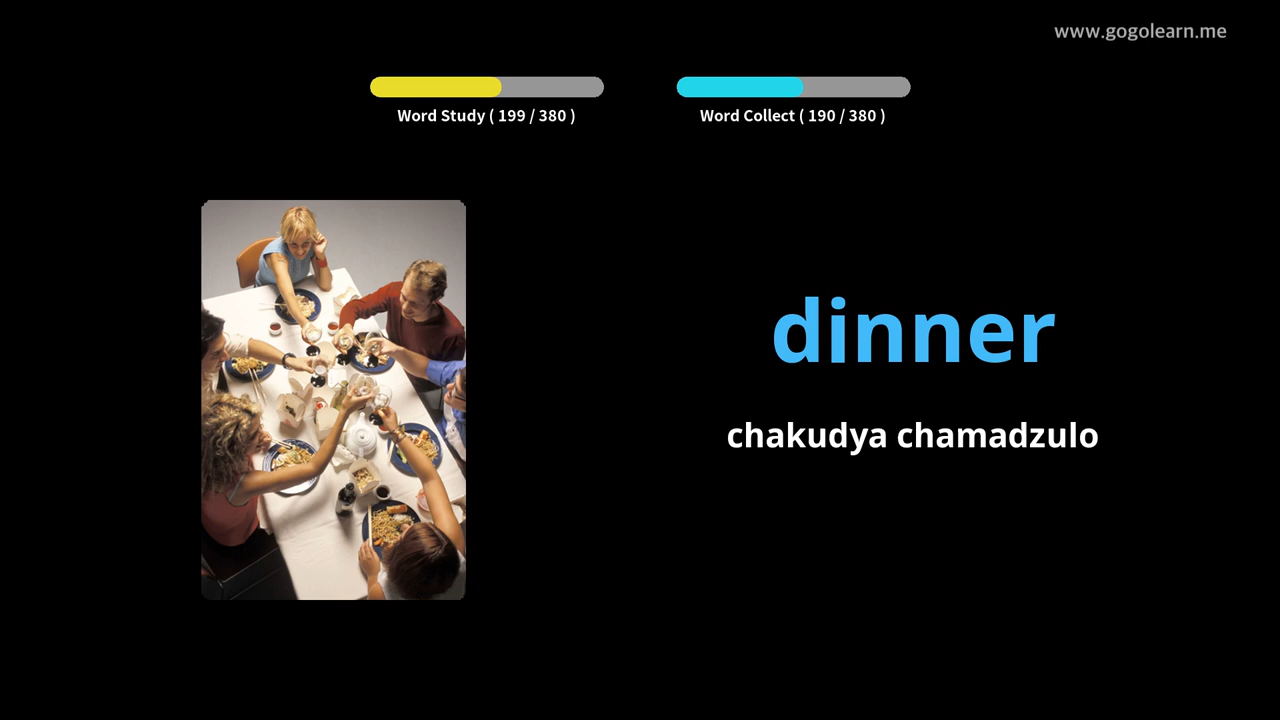 www.gogolearn.me
Word Study ( 199 / 380 )
Word Collect ( 190 / 380 )
dinner
chakudya chamadzulo